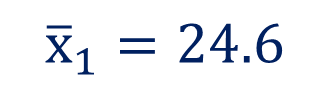 x̄₁ = 24.6